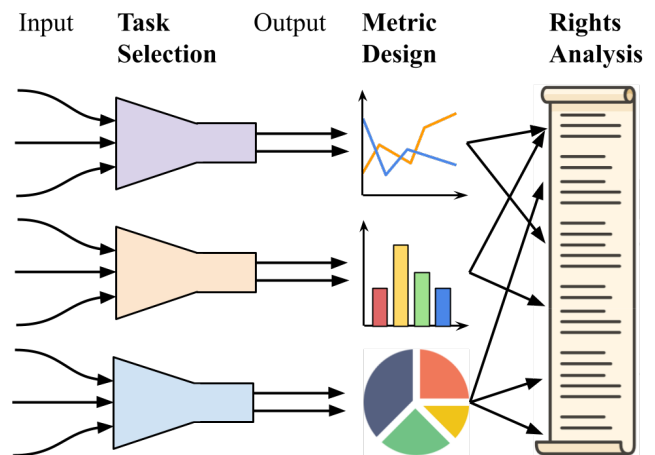 Input
Task
Selection
Output
Metric
Design
Rights
Analysis